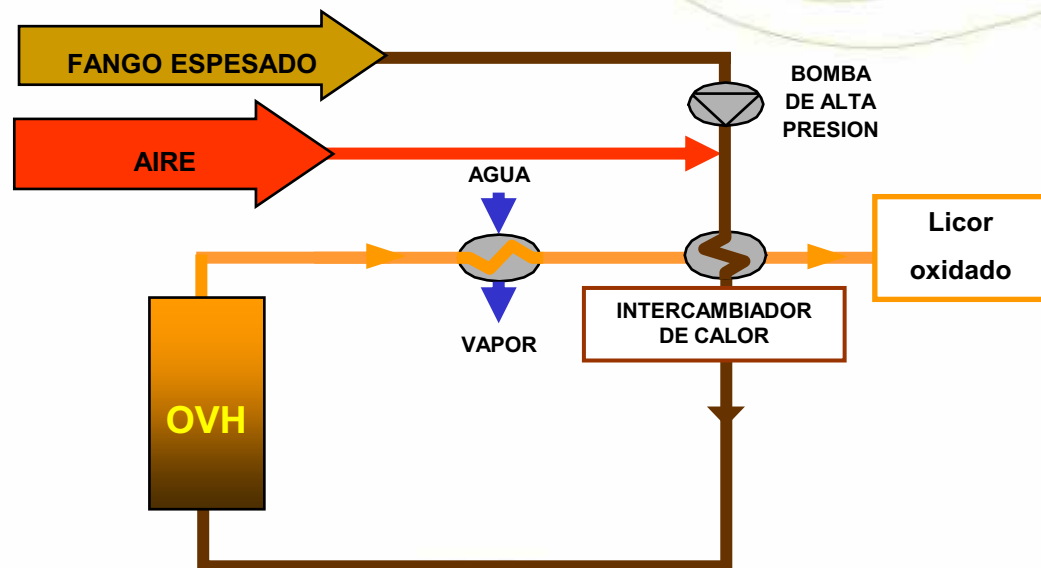 FANGO ESPESADO
BOMBA
DE ALTA
PRESION
AIRE
AGUA
Licor
oxidado
INTERCAMBIADOR
DE CALOR
VAPOR
OVH